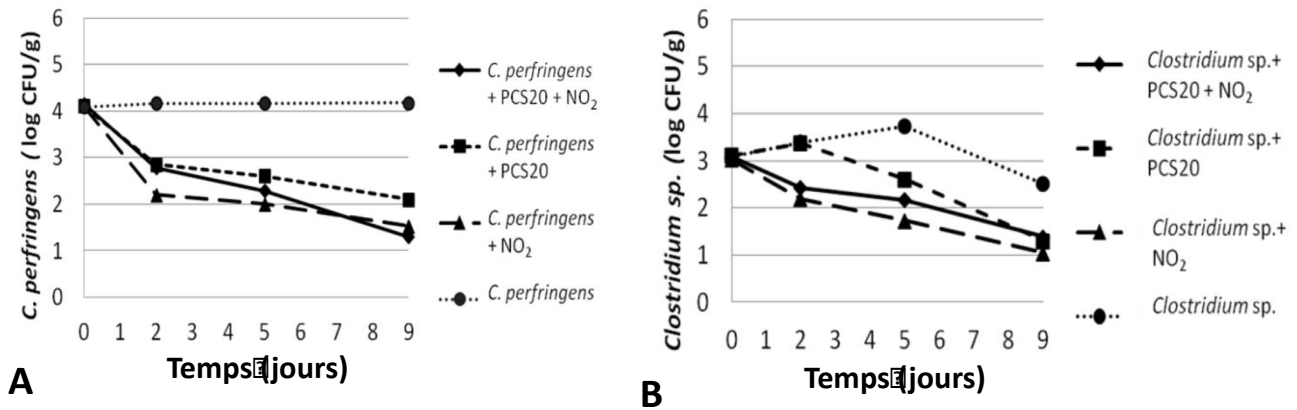 6
5
4
3
2
1
0
C. perfringens ( log CFU/g)
0 1 2 3 4 5 6 7 8 9
Temps (jours)
A
C. perfringens
+ PCS20 + NO₂
C. perfringens
+ PCS20
C. perfringens
+ NO₂
C. perfringens
6
5
4
3
2
1
0
Clostridium sp. (log CFU/g)
0 1 2 3 4 5 6 7 8 9
Temps (jours)
B
Clostridium sp.+
PCS20 + NO₂
Clostridium sp.+
PCS20
Clostridium sp.+
NO₂
Clostridium sp.